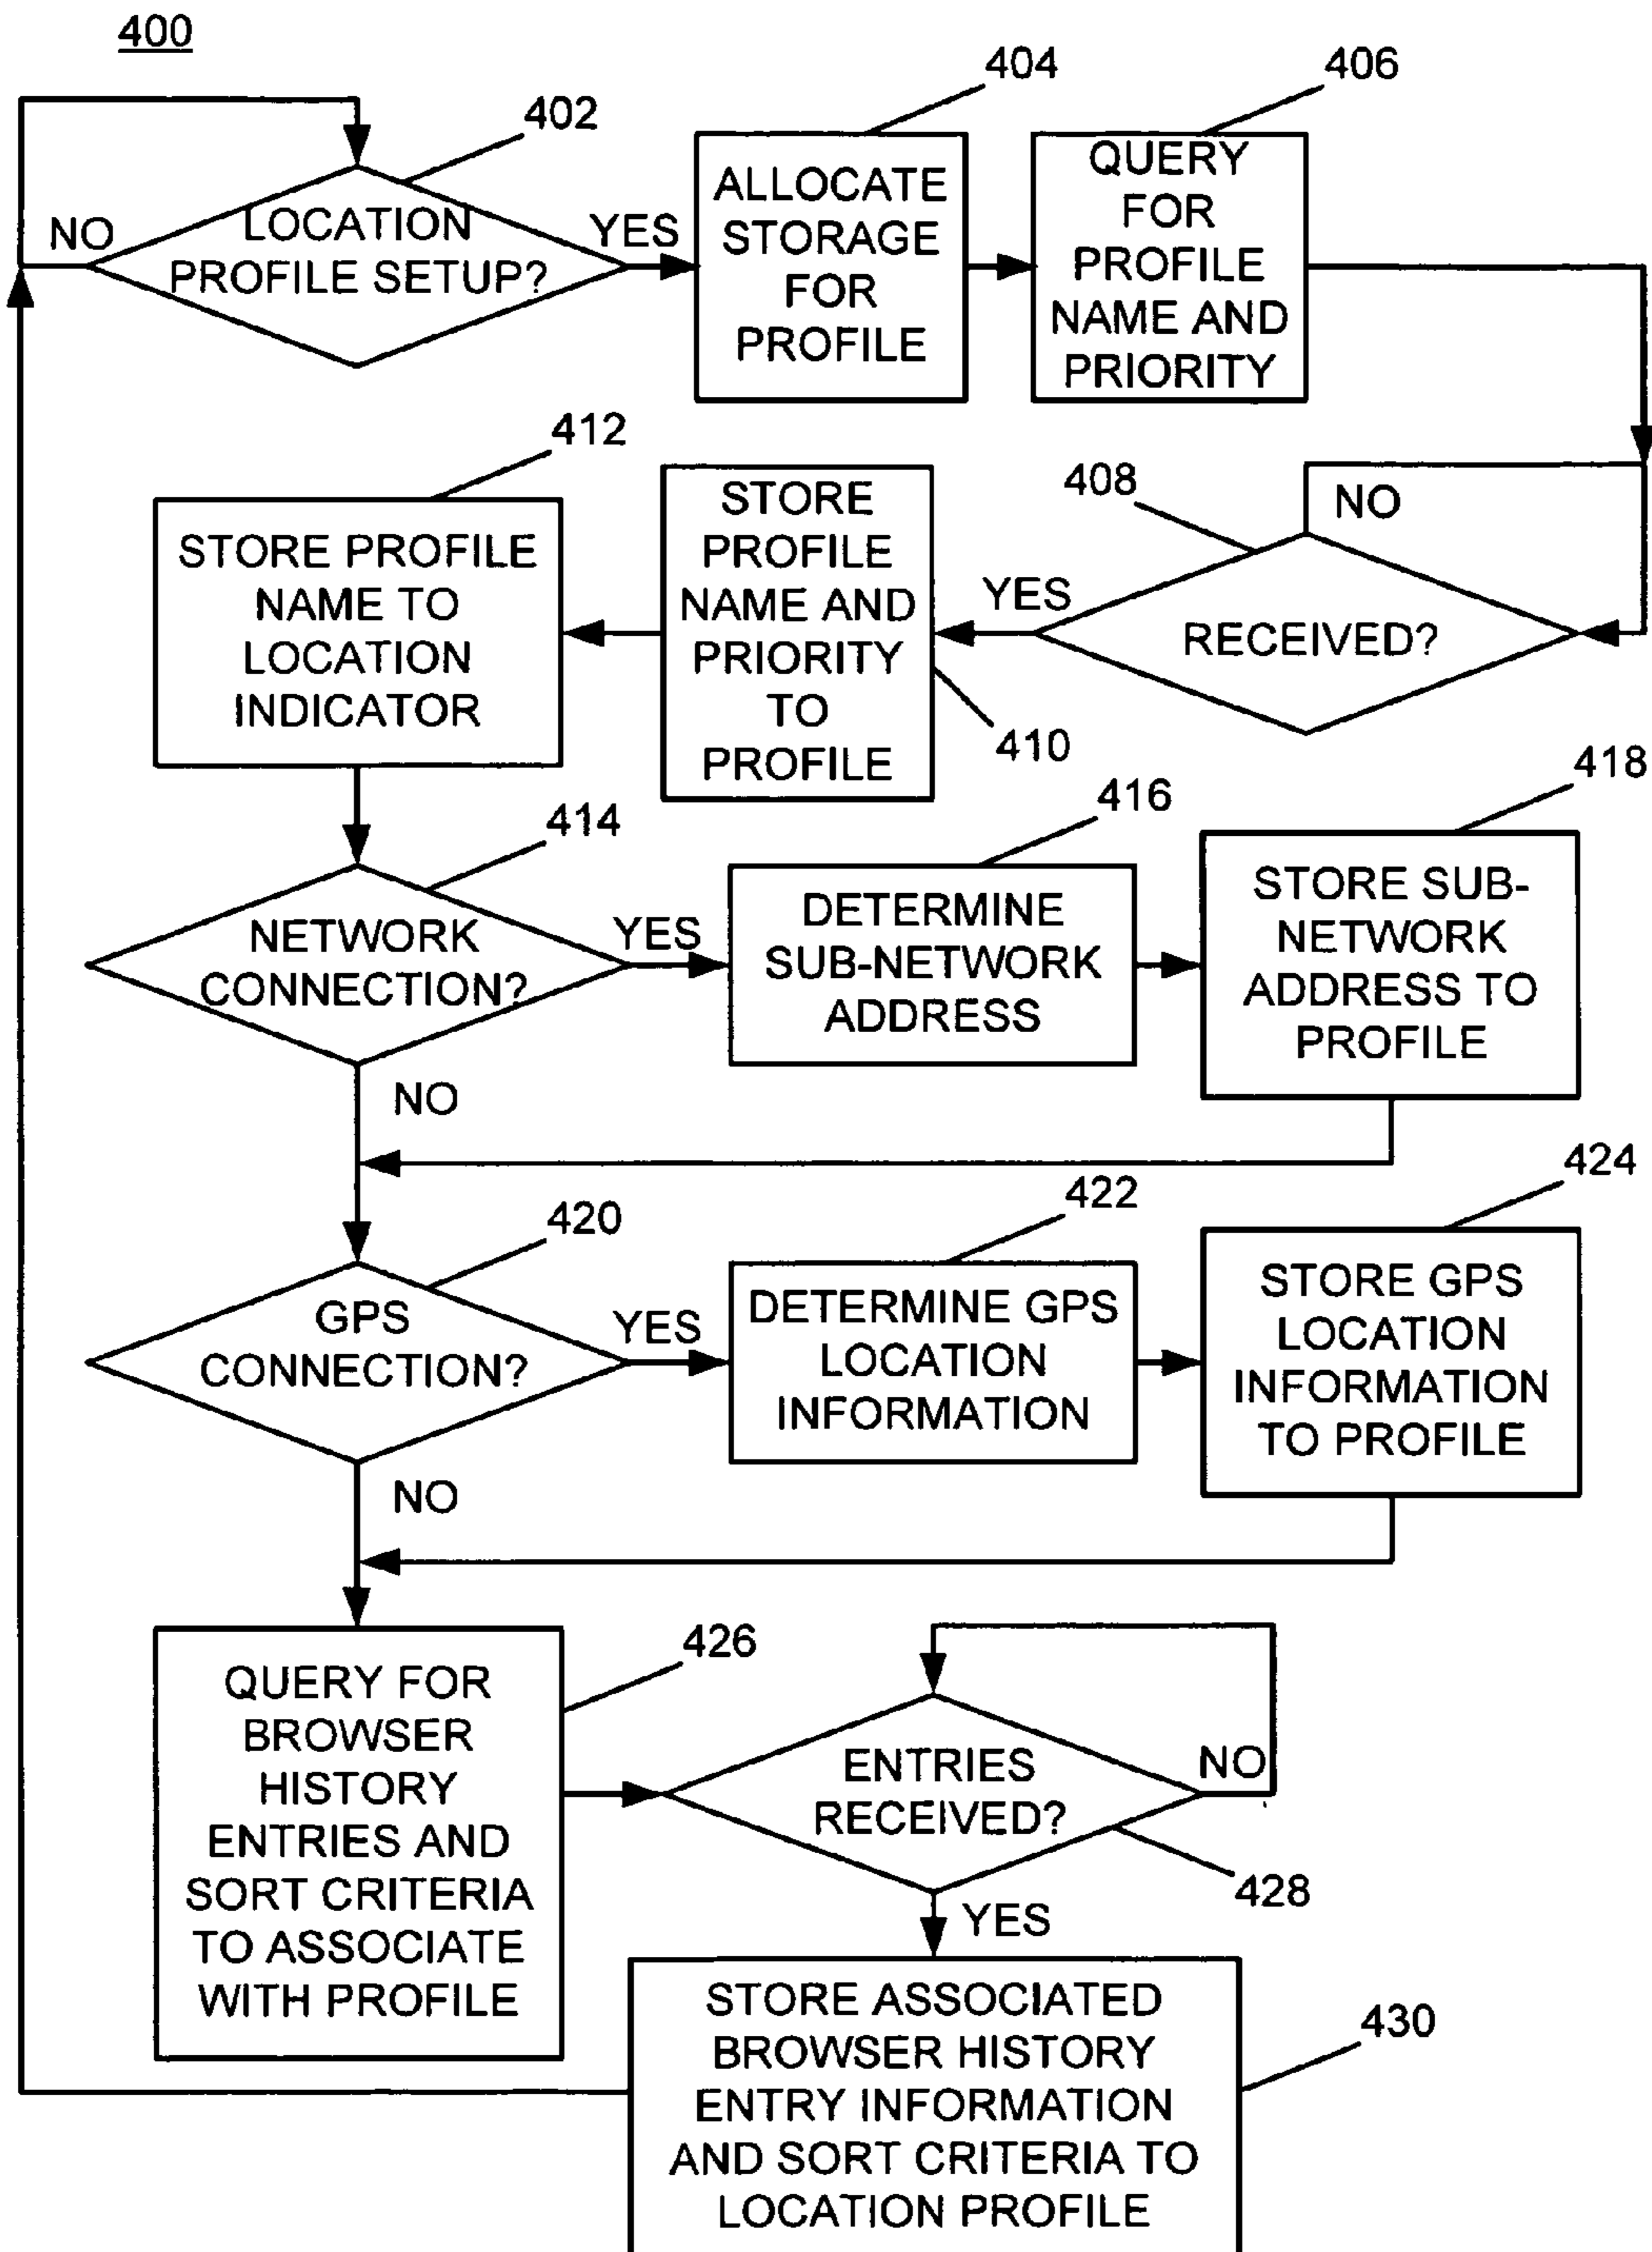 400
402
LOCATION
PROFILE SETUP?
NO
YES
404
ALLOCATE
STORAGE
FOR
PROFILE
406
QUERY
FOR
PROFILE
NAME AND
PRIORITY
408
NO
RECEIVED?
YES
STORE
PROFILE
NAME AND
PRIORITY
TO
PROFILE
410
412
STORE PROFILE
NAME TO
LOCATION
INDICATOR
414
NETWORK
CONNECTION?
YES
NO
416
DETERMINE
SUB-NETWORK
ADDRESS
418
STORE SUB-
NETWORK
ADDRESS TO
PROFILE
420
GPS
CONNECTION?
YES
NO
422
DETERMINE GPS
LOCATION
INFORMATION
424
STORE GPS
LOCATION
INFORMATION
TO PROFILE
426
QUERY FOR
BROWSER
HISTORY
ENTRIES AND
SORT CRITERIA
TO ASSOCIATE
WITH PROFILE
ENTRIES
RECEIVED?
NO
428
YES
STORE ASSOCIATED
BROWSER HISTORY
ENTRY INFORMATION
AND SORT CRITERIA TO
LOCATION PROFILE
430